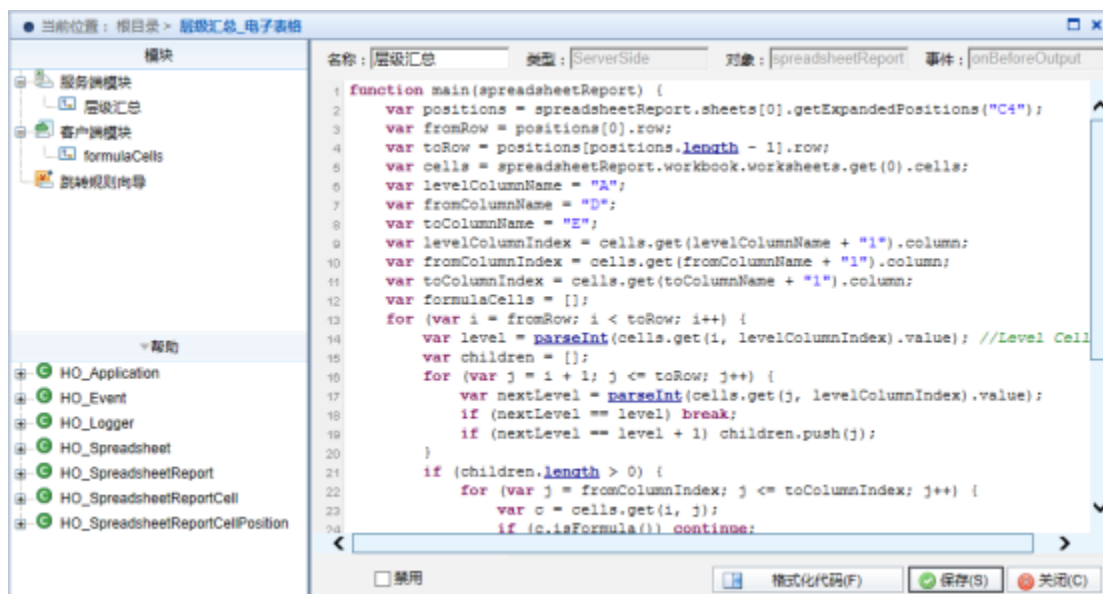 当前位置：根目录 > 层级汇总_电子表格
模块
服务端模块
层级汇总
客户端模块
formulaCells
跳转规则向导
帮助
HO_Application
HO_Event
HO_Logger
HO_Spreadsheet
HO_SpreadsheetReport
HO_SpreadsheetReportCell
HO_SpreadsheetReportCellPosition
名称：层级汇总 类型：ServerSide 对象：spreadsheetReport 事件：onBeforeOutput
1 function main(spreadsheetReport) {
2 var positions = spreadsheetReport.sheets[0].getExpandedPositions("C4");
3 var fromRow = positions[0].row;
4 var toRow = positions[positions.length - 1].row;
5 var cells = spreadsheetReport.workbook.worksheets.get(0).cells;
6 var levelColumnName = "A";
7 var fromColumnName = "D";
8 var toColumnName = "E";
9 var levelColumnIndex = cells.get(levelColumnName + "1").column;
10 var fromColumnIndex = cells.get(fromColumnName + "1").column;
11 var toColumnIndex = cells.get(toColumnName + "1").column;
12 var formulaCells = [];
13 for (var i = fromRow; i < toRow; i++) {
14 var level = parseInt(cells.get(i, levelColumnIndex).value); //Level Cell
15 var children = [];
16 for (var j = i + 1; j <= toRow; j++) {
17 var nextLevel = parseInt(cells.get(j, levelColumnIndex).value);
18 if (nextLevel == level) break;
19 if (nextLevel == level + 1) children.push(j);
20 }
21 if (children.length > 0) {
22 for (var j = fromColumnIndex; j <= toColumnIndex; j++) {
23 var c = cells.get(i, j);
24 if (c.isFormula()) continue;
禁用 格式化代码(F) 保存(S) 关闭(C)